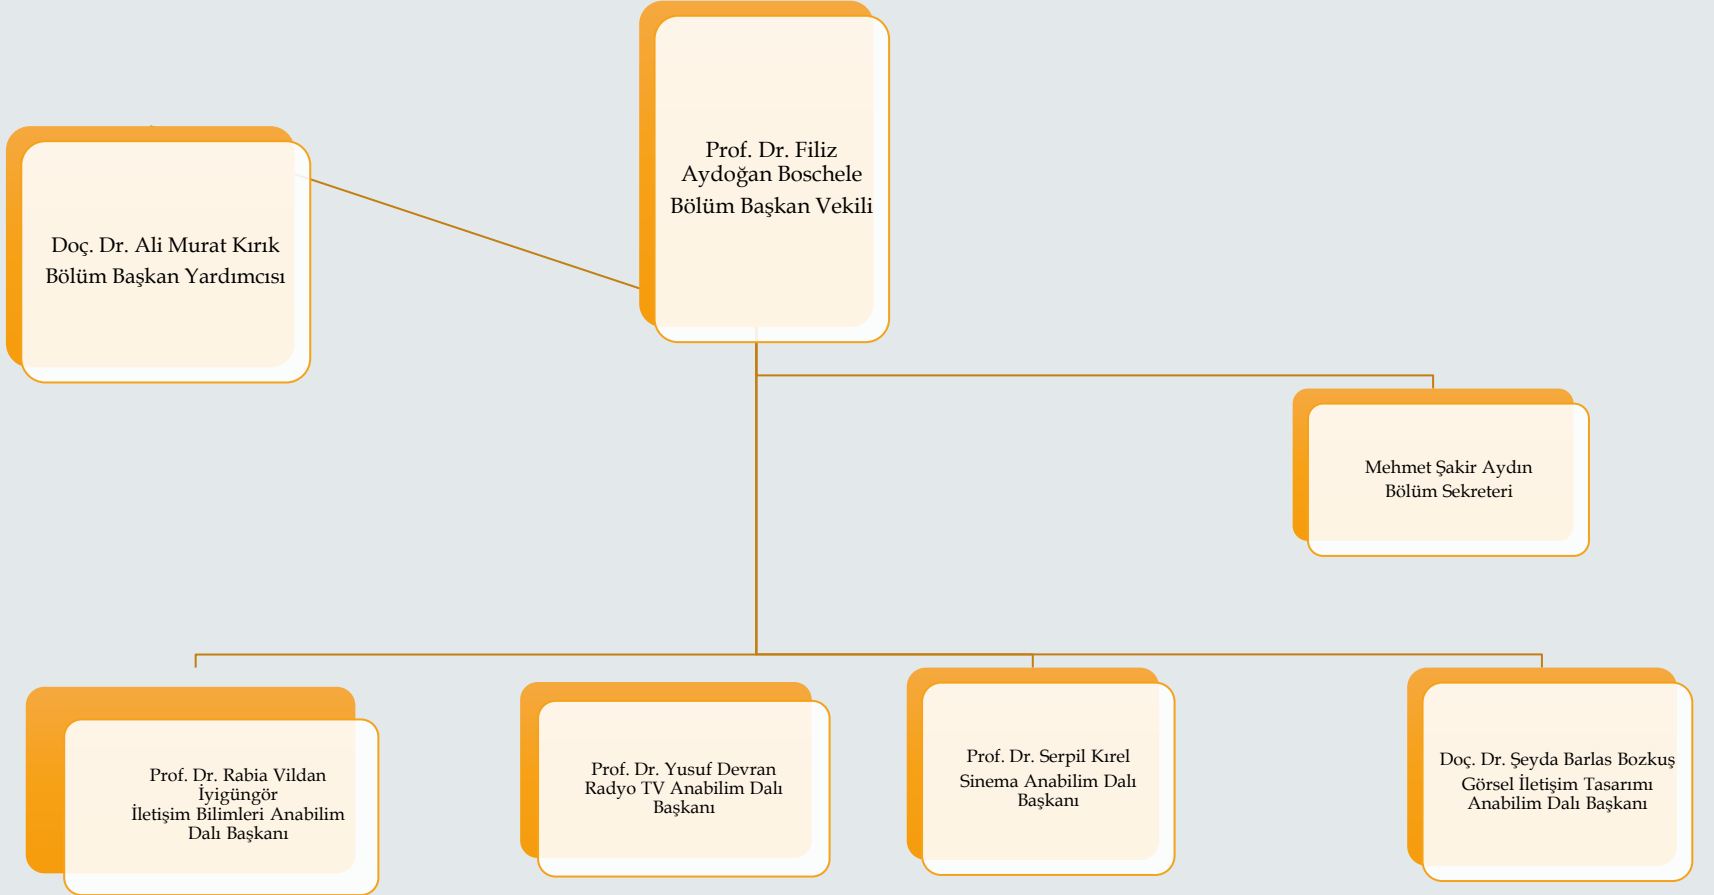 Prof. Dr. Filiz
Aydoğan Boschele
Bölüm Başkan Vekili
Doç. Dr. Ali Murat Kırık
Bölüm Başkan Yardımcısı
Mehmet Şakir Aydın
Bölüm Sekreteri
Prof. Dr. Rabia Vildan
İyigüngör
İletişim Bilimleri Anabilim
Dalı Başkanı
Prof. Dr. Yusuf Devran
Radyo TV Anabilim Dalı
Başkanı
Prof. Dr. Serpil Kırel
Sinema Anabilim Dalı
Başkanı
Doç. Dr. Şeyda Barlas Bozkuş
Görsel İletişim Tasarımı
Anabilim Dalı Başkanı